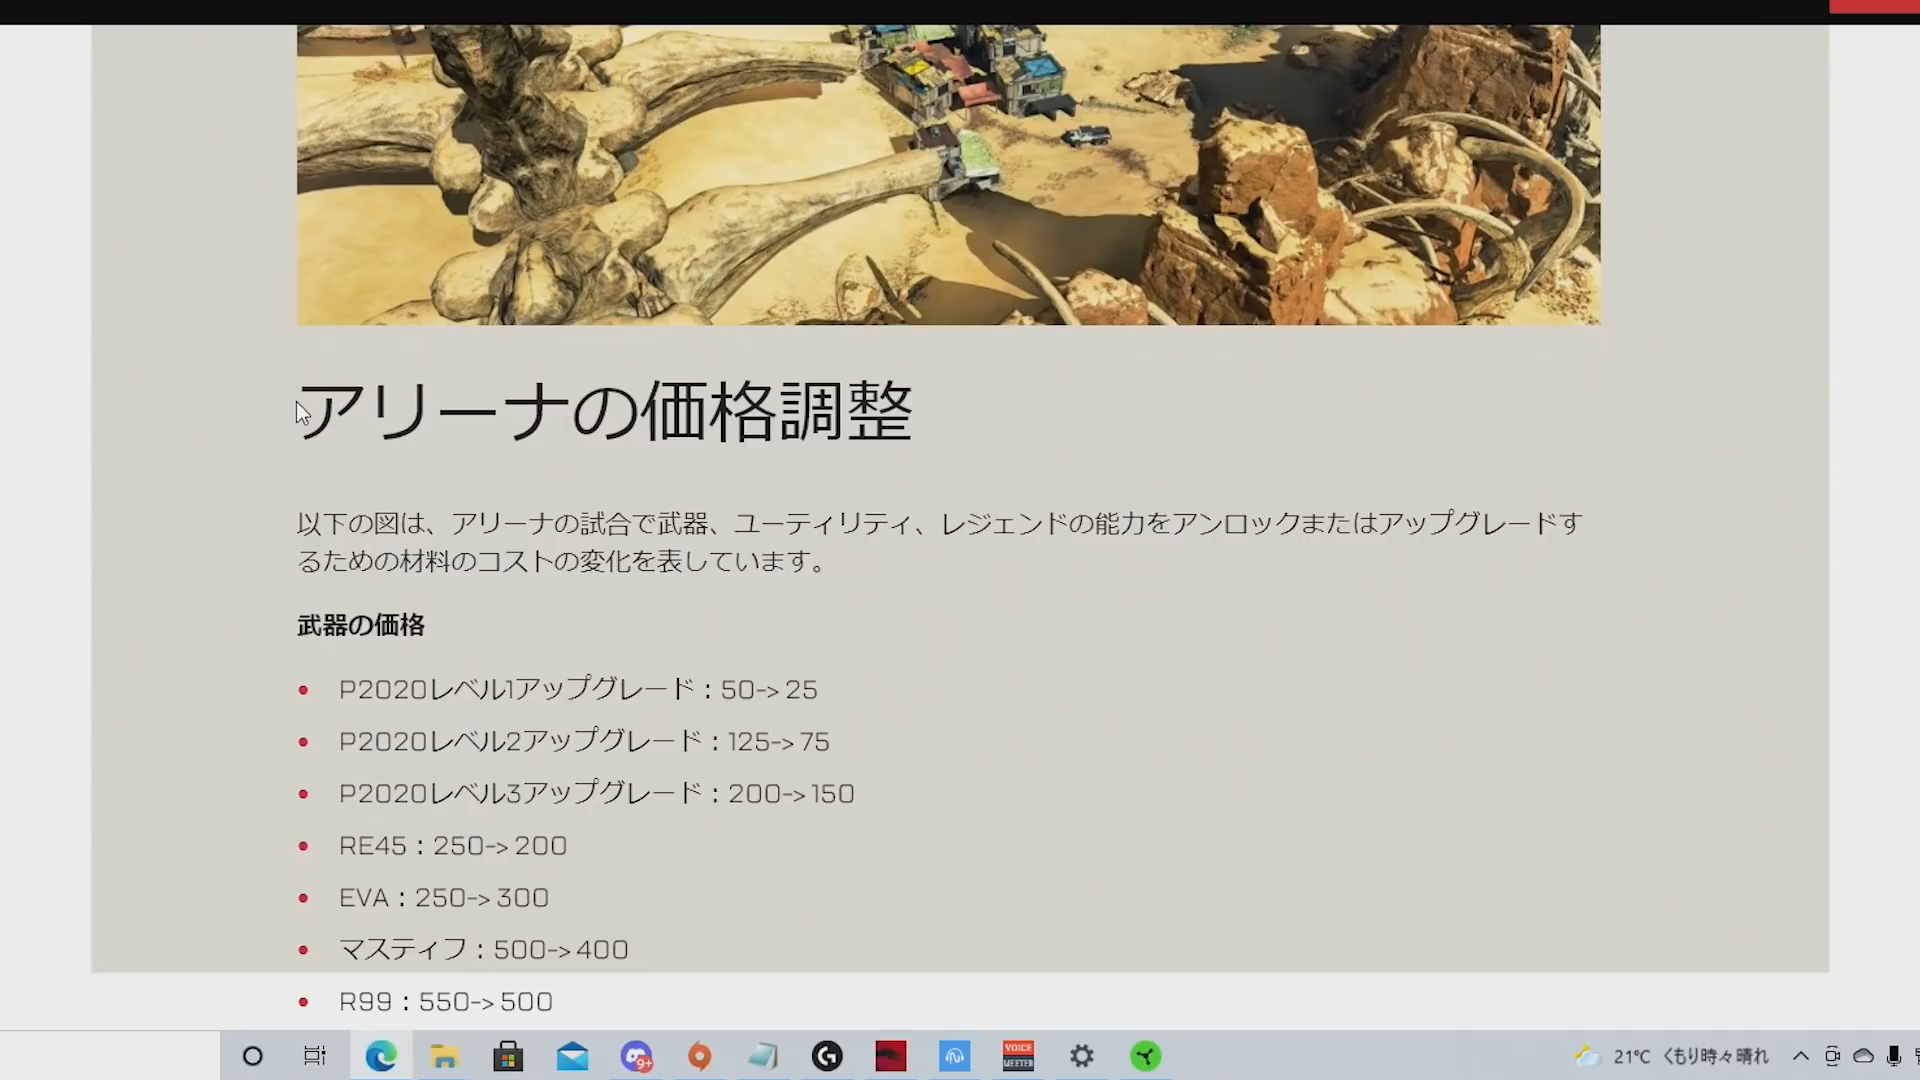 アリーナの価格調整
以下の図は、アリーナの試合で武器、ユーティリティ、レジェンドの能力をアンロックまたはアップグレードす
るための材料のコストの変化を表しています。
武器の価格
P2020レベル1アップグレード：50->25
P2020レベル2アップグレード：125->75
P2020レベル3アップグレード：200->150
RE45：250->200
EVA：250->300
マスティフ：500->400
R99：550->500
9+
VOICE
MEETER
21°C くもり時々晴れ